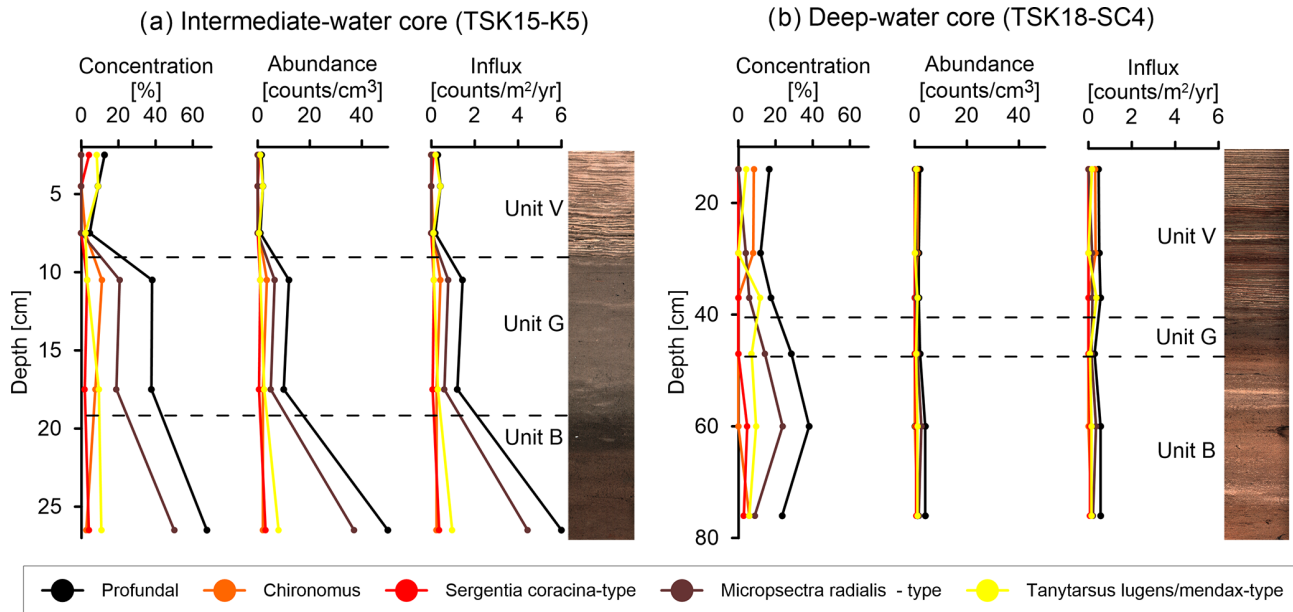 (a) Intermediate-water core (TSK15-K5)
Concentration
[%]
0 20 40 60
Abundance
[counts/cm3]
0 20 40
Influx
[counts/m2/yr]
0 2 4 6
Depth [cm]
5
10
15
20
25
Unit V
Unit G
Unit B
(b) Deep-water core (TSK18-SC4)
Concentration
[%]
0 20 40 60
Abundance
[counts/cm3]
0 20 40
Influx
[counts/m2/yr]
0 2 4 6
Depth [cm]
20
40
60
80
Unit V
Unit G
Unit B
Profundal Chironomus Sergentia coracina-type Micropsectra radialis - type Tanytarsus lugens/mendax-type